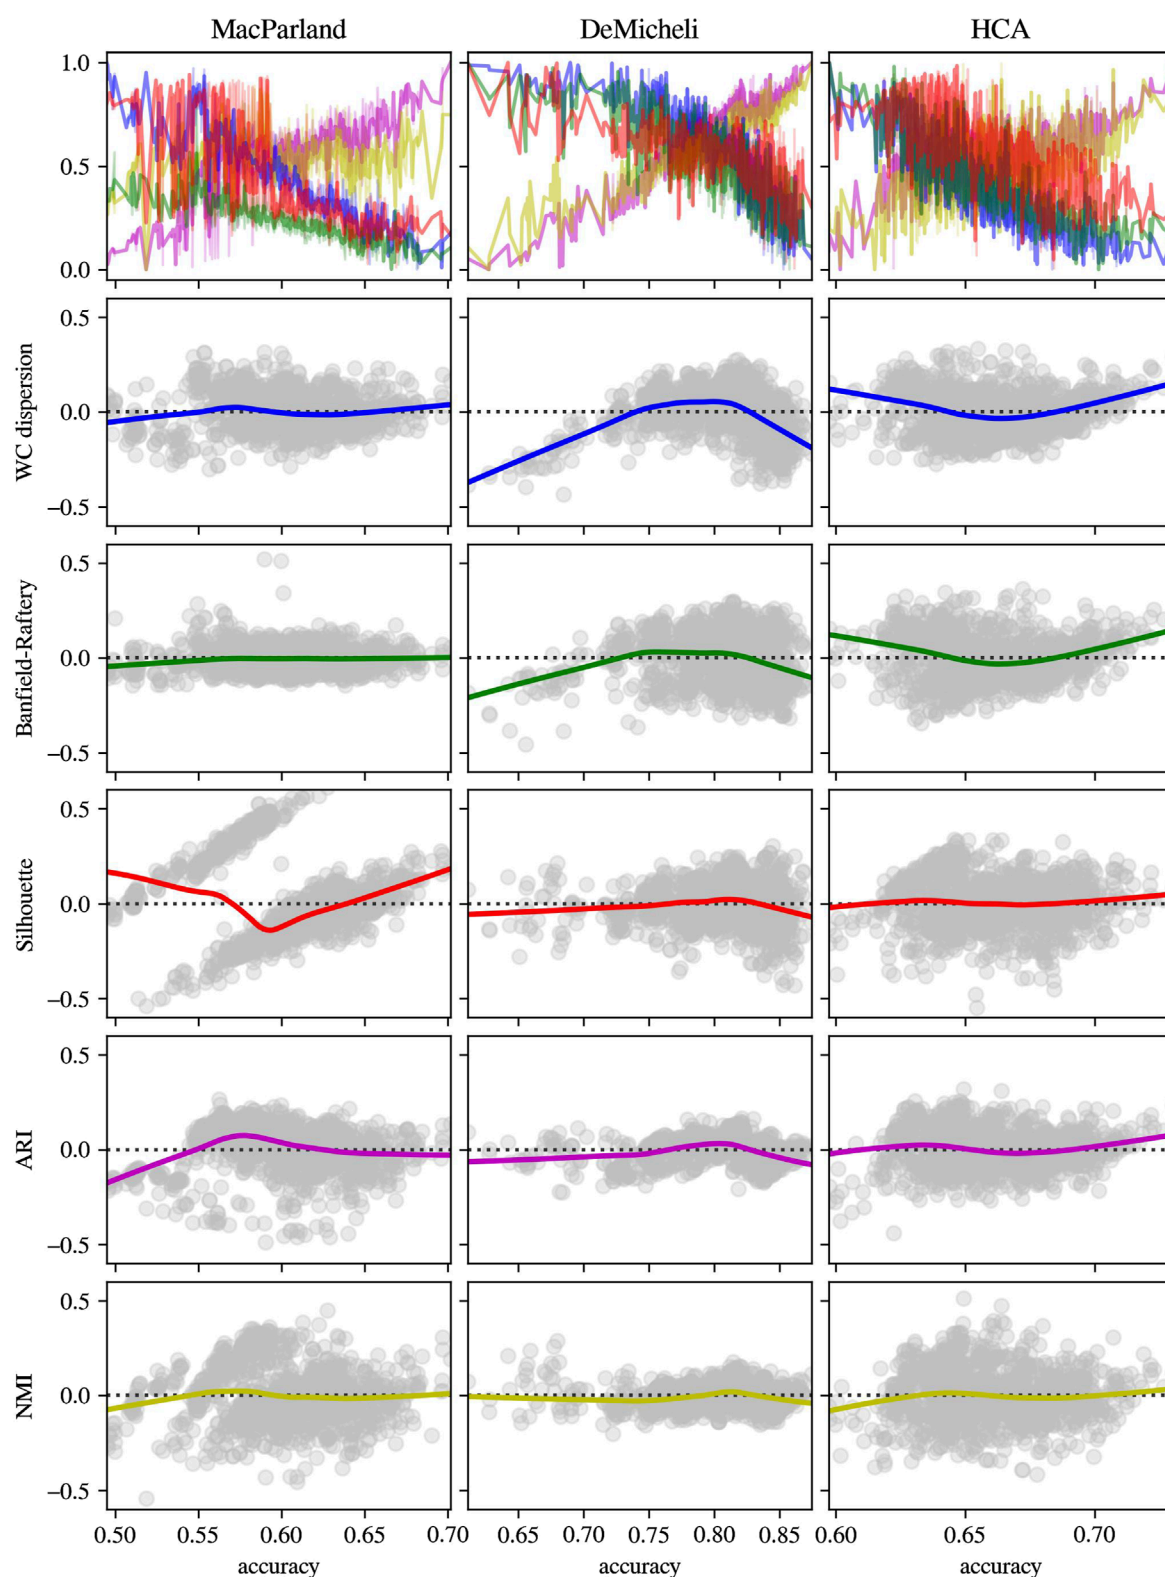 MacParland DeMicheli HCA
1.0
0.5
0.0
WC dispersion
0.5
0.0
−0.5
Banfield-Raftery
0.5
0.0
−0.5
Silhouette
0.5
0.0
−0.5
ARI
0.5
0.0
−0.5
NMI
0.5
0.0
−0.5
0.50 0.55 0.60 0.65 0.70 0.65 0.70 0.75 0.80 0.85 0.60 0.65 0.70
accuracy accuracy accuracy